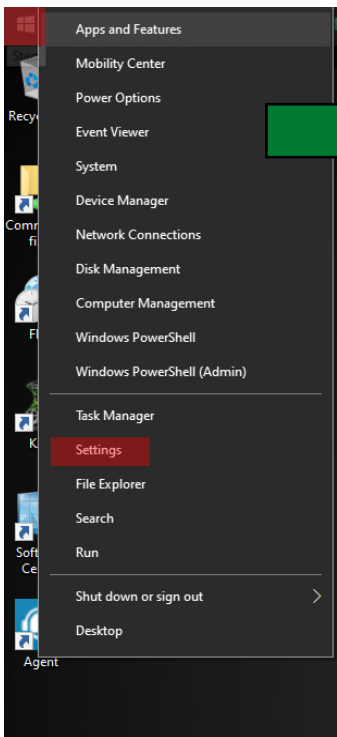 Apps and Features
Mobility Center
Power Options
Event Viewer
System
Device Manager
Network Connections
Disk Management
Computer Management
Windows PowerShell
Windows PowerShell (Admin)
Task Manager
Settings
File Explorer
Search
Run
Shut down or sign out
Desktop
Agent